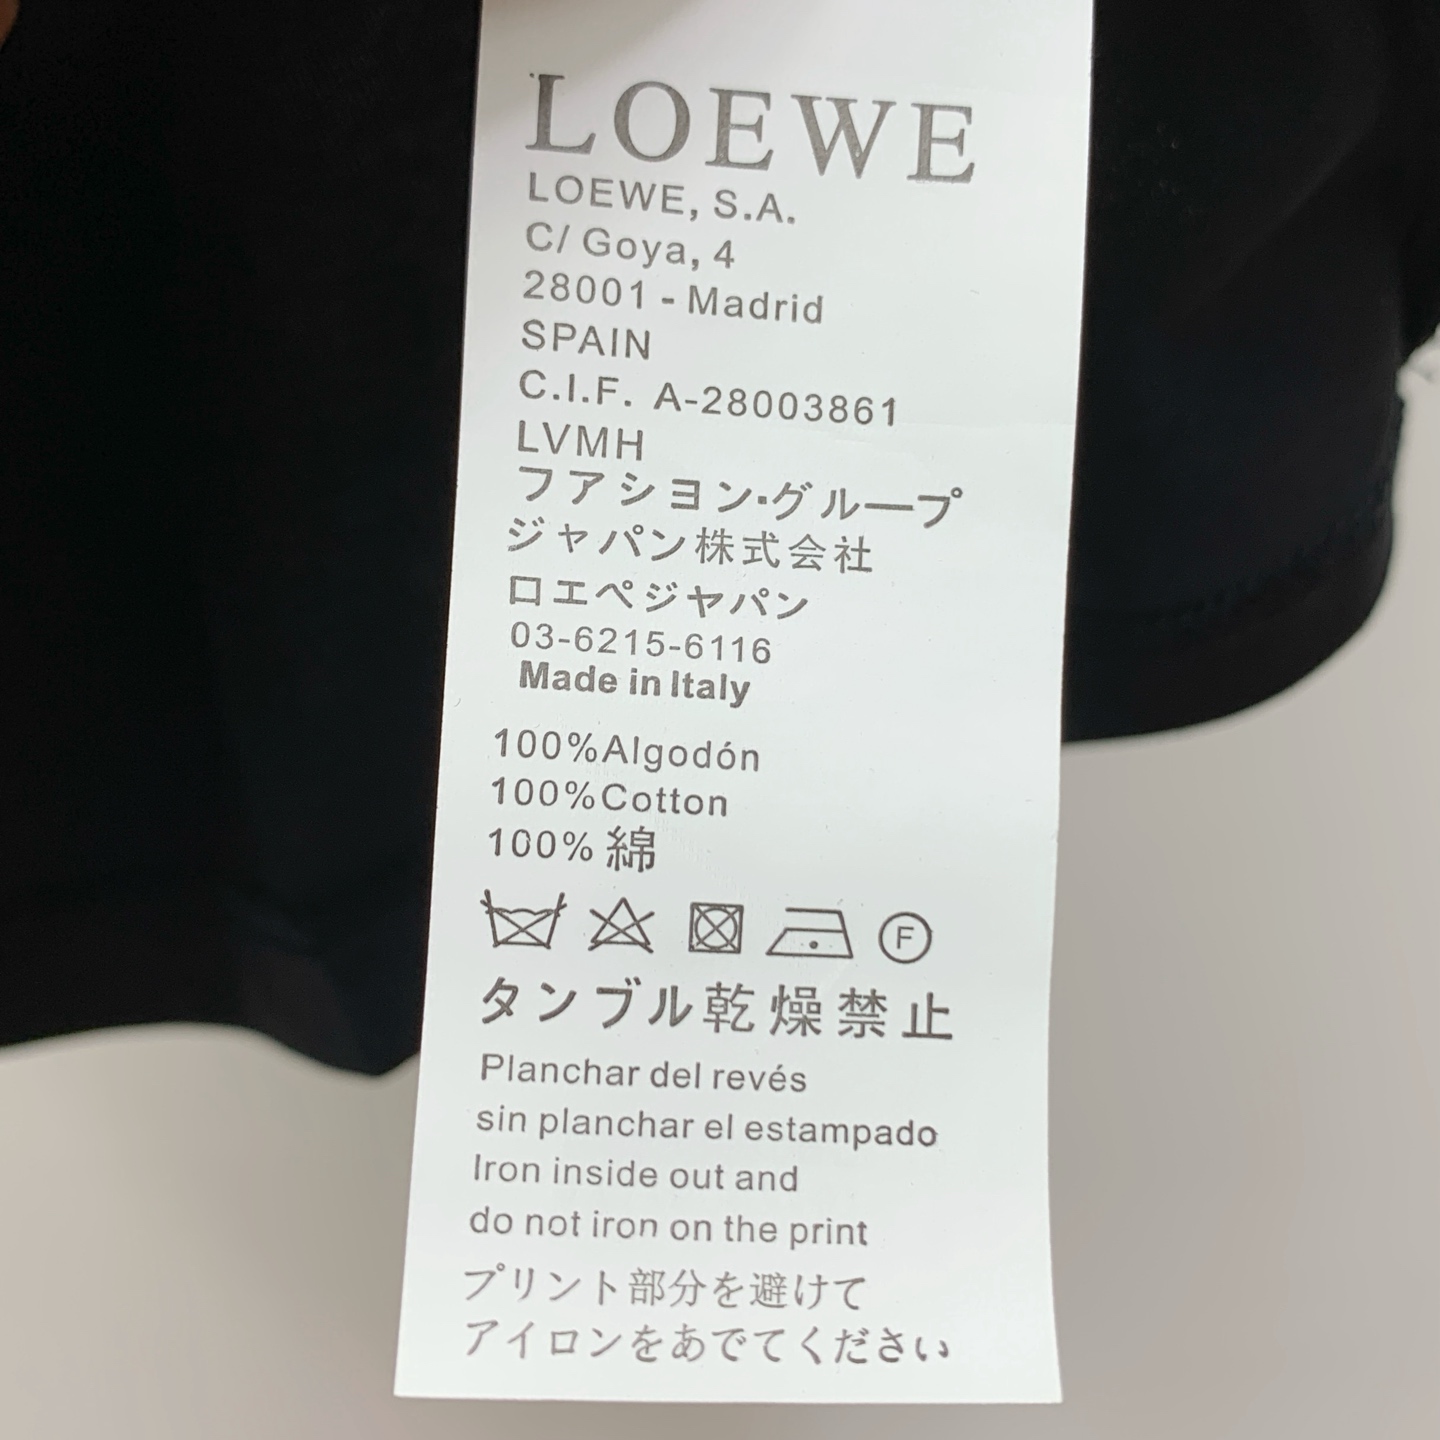 LOEWE
LOEWE, S.A.
C/ Goya, 4
28001 - Madrid
SPAIN
C.I.F. A-28003861
LVMH
フアシヨン・グループ
ジャパン株式会社
ロエベジャパン
03-6215-6116
Made in Italy
100%Algodón
100%Cotton
100% 綿
F
タンブル乾燥禁止
Planchar del revés
sin planchar el estampado
Iron inside out and
do not iron on the print
プリント部分を避けて
アイロンをあでてください